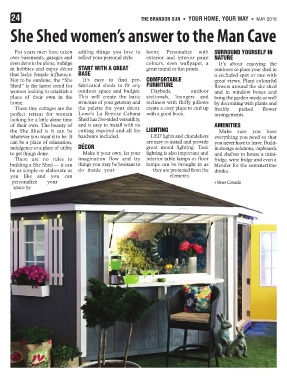 24
THE BRANDON SUN • YOUR HOME, YOUR WAY • MAY 2016
She Shed women's answer to the Man Cave
For years men have taken
over basements, garages and
even dens to be alone, indulge
in hobbies and enjoy décor
that lacks female influence.
Not to be outdone, the "She
Shed" is the latest trend for
women looking to establish a
place of their own in the
home.
These tiny cottages are the
perfect retreat for women
looking for a little alone time
of their own. The beauty of
the She Shed is it can be
whatever you want it to be. It
can be a place of relaxation,
indulgence or a place of utility
to get things done.
There are no rules to
building a She Shed — it can
be as simple or elaborate as
you like and you can
personalize your
space by
adding things you love to
reflect your personal style.
START WITH A GREAT
BASE
It's easy to find pre-
fabricated sheds to fit any
outdoor space and budget.
This will create the basic
structure of your getaway and
the palette for your décor.
Lowe's La Remise Cabana
Shed has five-sided versatility,
and is easy to install with no
cutting required and all the
hardware included.
DÉCOR
Make it your own, let your
imagination flow and try
things you may be hesitant to
do inside your
home. Personalize with
exterior and interior paint
colours, even wallpaper, a
great mural or fun prints.
COMFORTABLE
FURNITURE
Daybeds, outdoor
sectionals, loungers and
recliners with fluffy pillows
create a cozy place to curl up
with a good book.
LIGHTING
LED lights and chandeliers
are easy to install and provide
great mood lighting. Task
lighting is also important and
interior table lamps or floor
lamps can be brought in as
they are protected from the
elements.
SURROUND YOURSELF IN
NATURE
It's about enjoying the
outdoors so place your shed in
a secluded spot or one with
great views. Plant colourful
flowers around the she shed
and in window boxes and
bring the garden inside as well
by decorating with plants and
freshly picked flower
arrangements.
AMENITIES
Make sure you have
everything you need so that
you never have to leave. Build-
in storage solutions, cupboards
and shelves to house a mini-
fridge, wine fridge and even a
blender for the summertime
drinks.
» News Canada